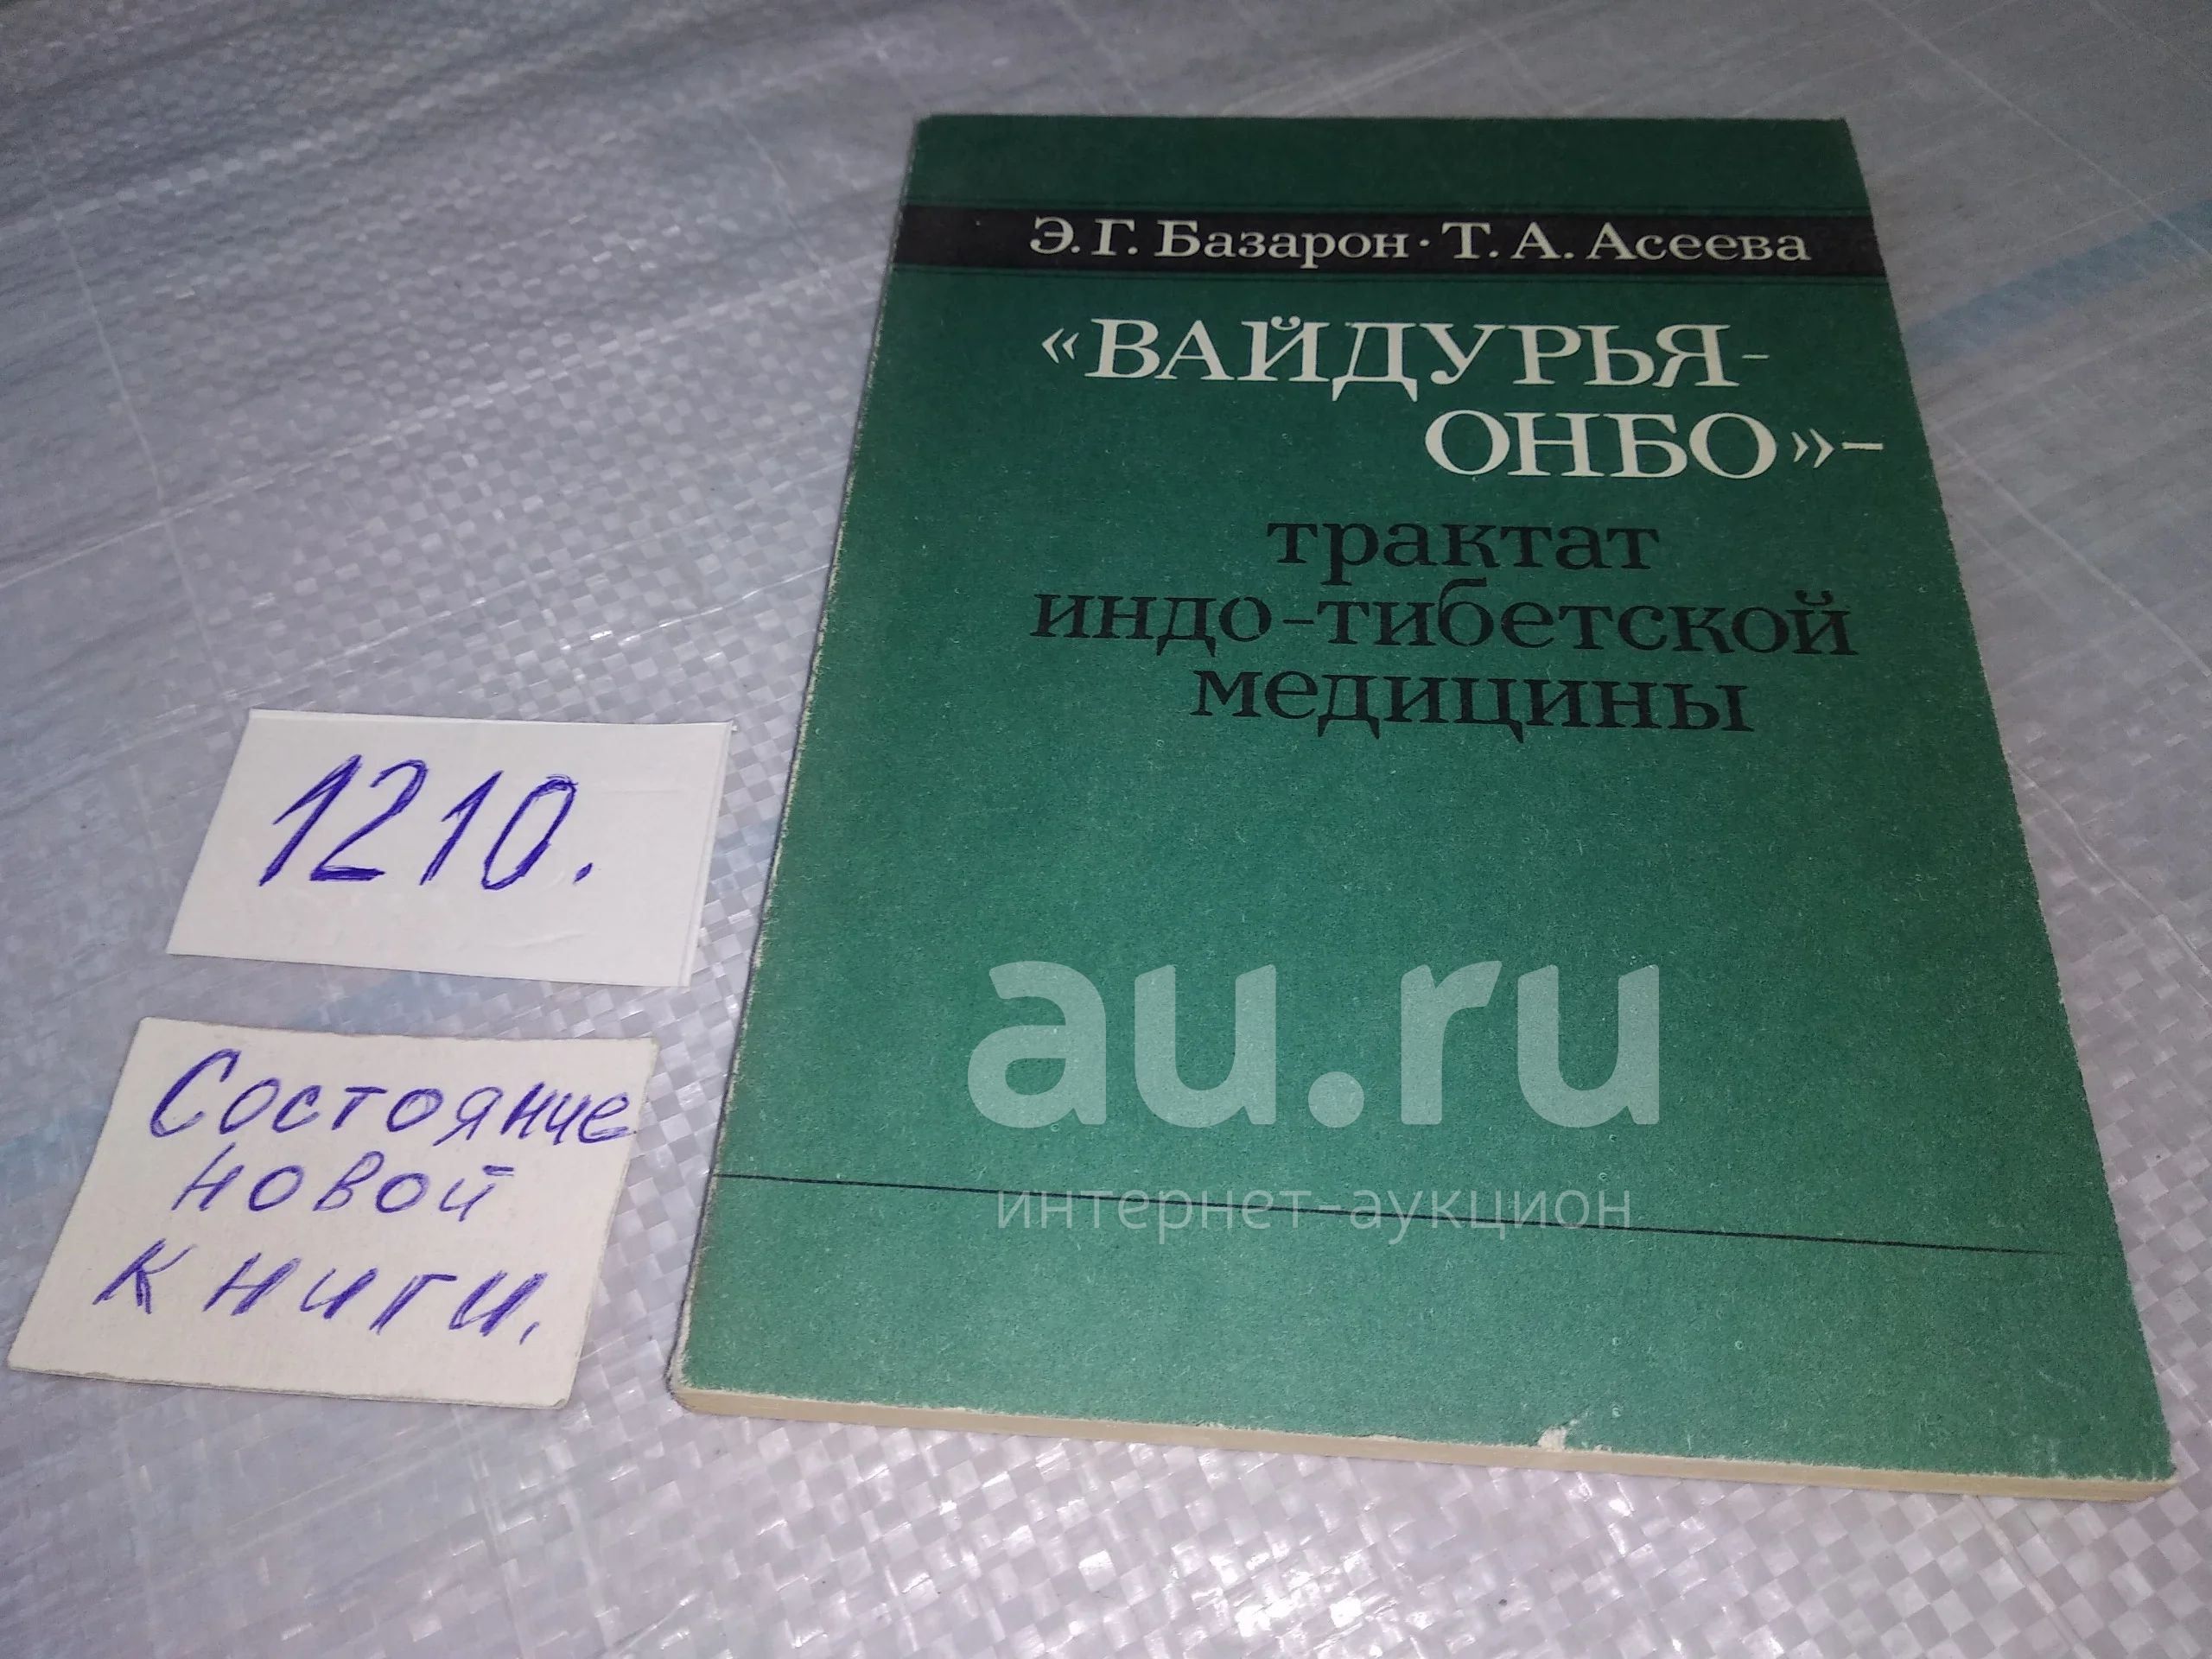 Э. Г. Базарон · Т. А. Асеева
«ВАЙДУРЬЯ-
ОНБО»-
трактат
индо-тибетской
медицины
1210.
Состояние
новой
книги.
au.ru
интернет-аукцион